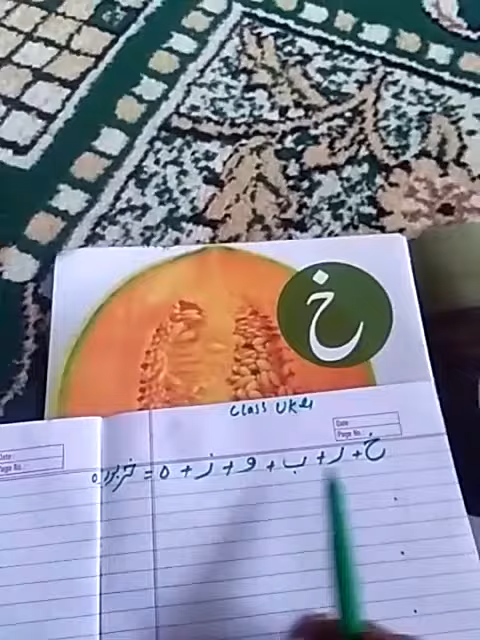 خ
Class UKG
Date :
Page No. :
Date :
Page No. :
خ + ر + ب + و + ز + ہ = خربوزہ